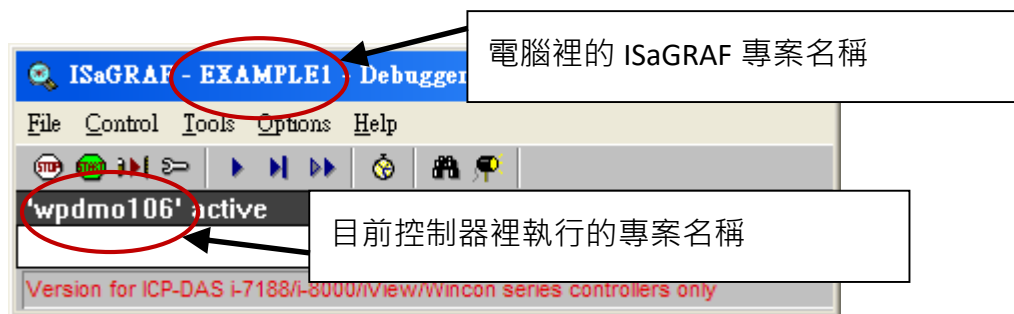 電腦裡的 ISaGRAF 專案名稱
ISaGRAF - EXAMPLE1 - Debugger
File Control Tools Options Help
STOP START
'wpdmo106' active
目前控制器裡執行的專案名稱
Version for ICP-DAS i-7188/i-8000/iView/Wincon series controllers only